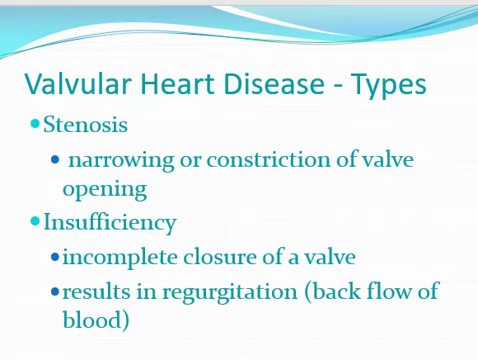 Valvular Heart Disease - Types
Stenosis
narrowing or constriction of valve
opening
Insufficiency
incomplete closure of a valve
results in regurgitation (back flow of
blood)